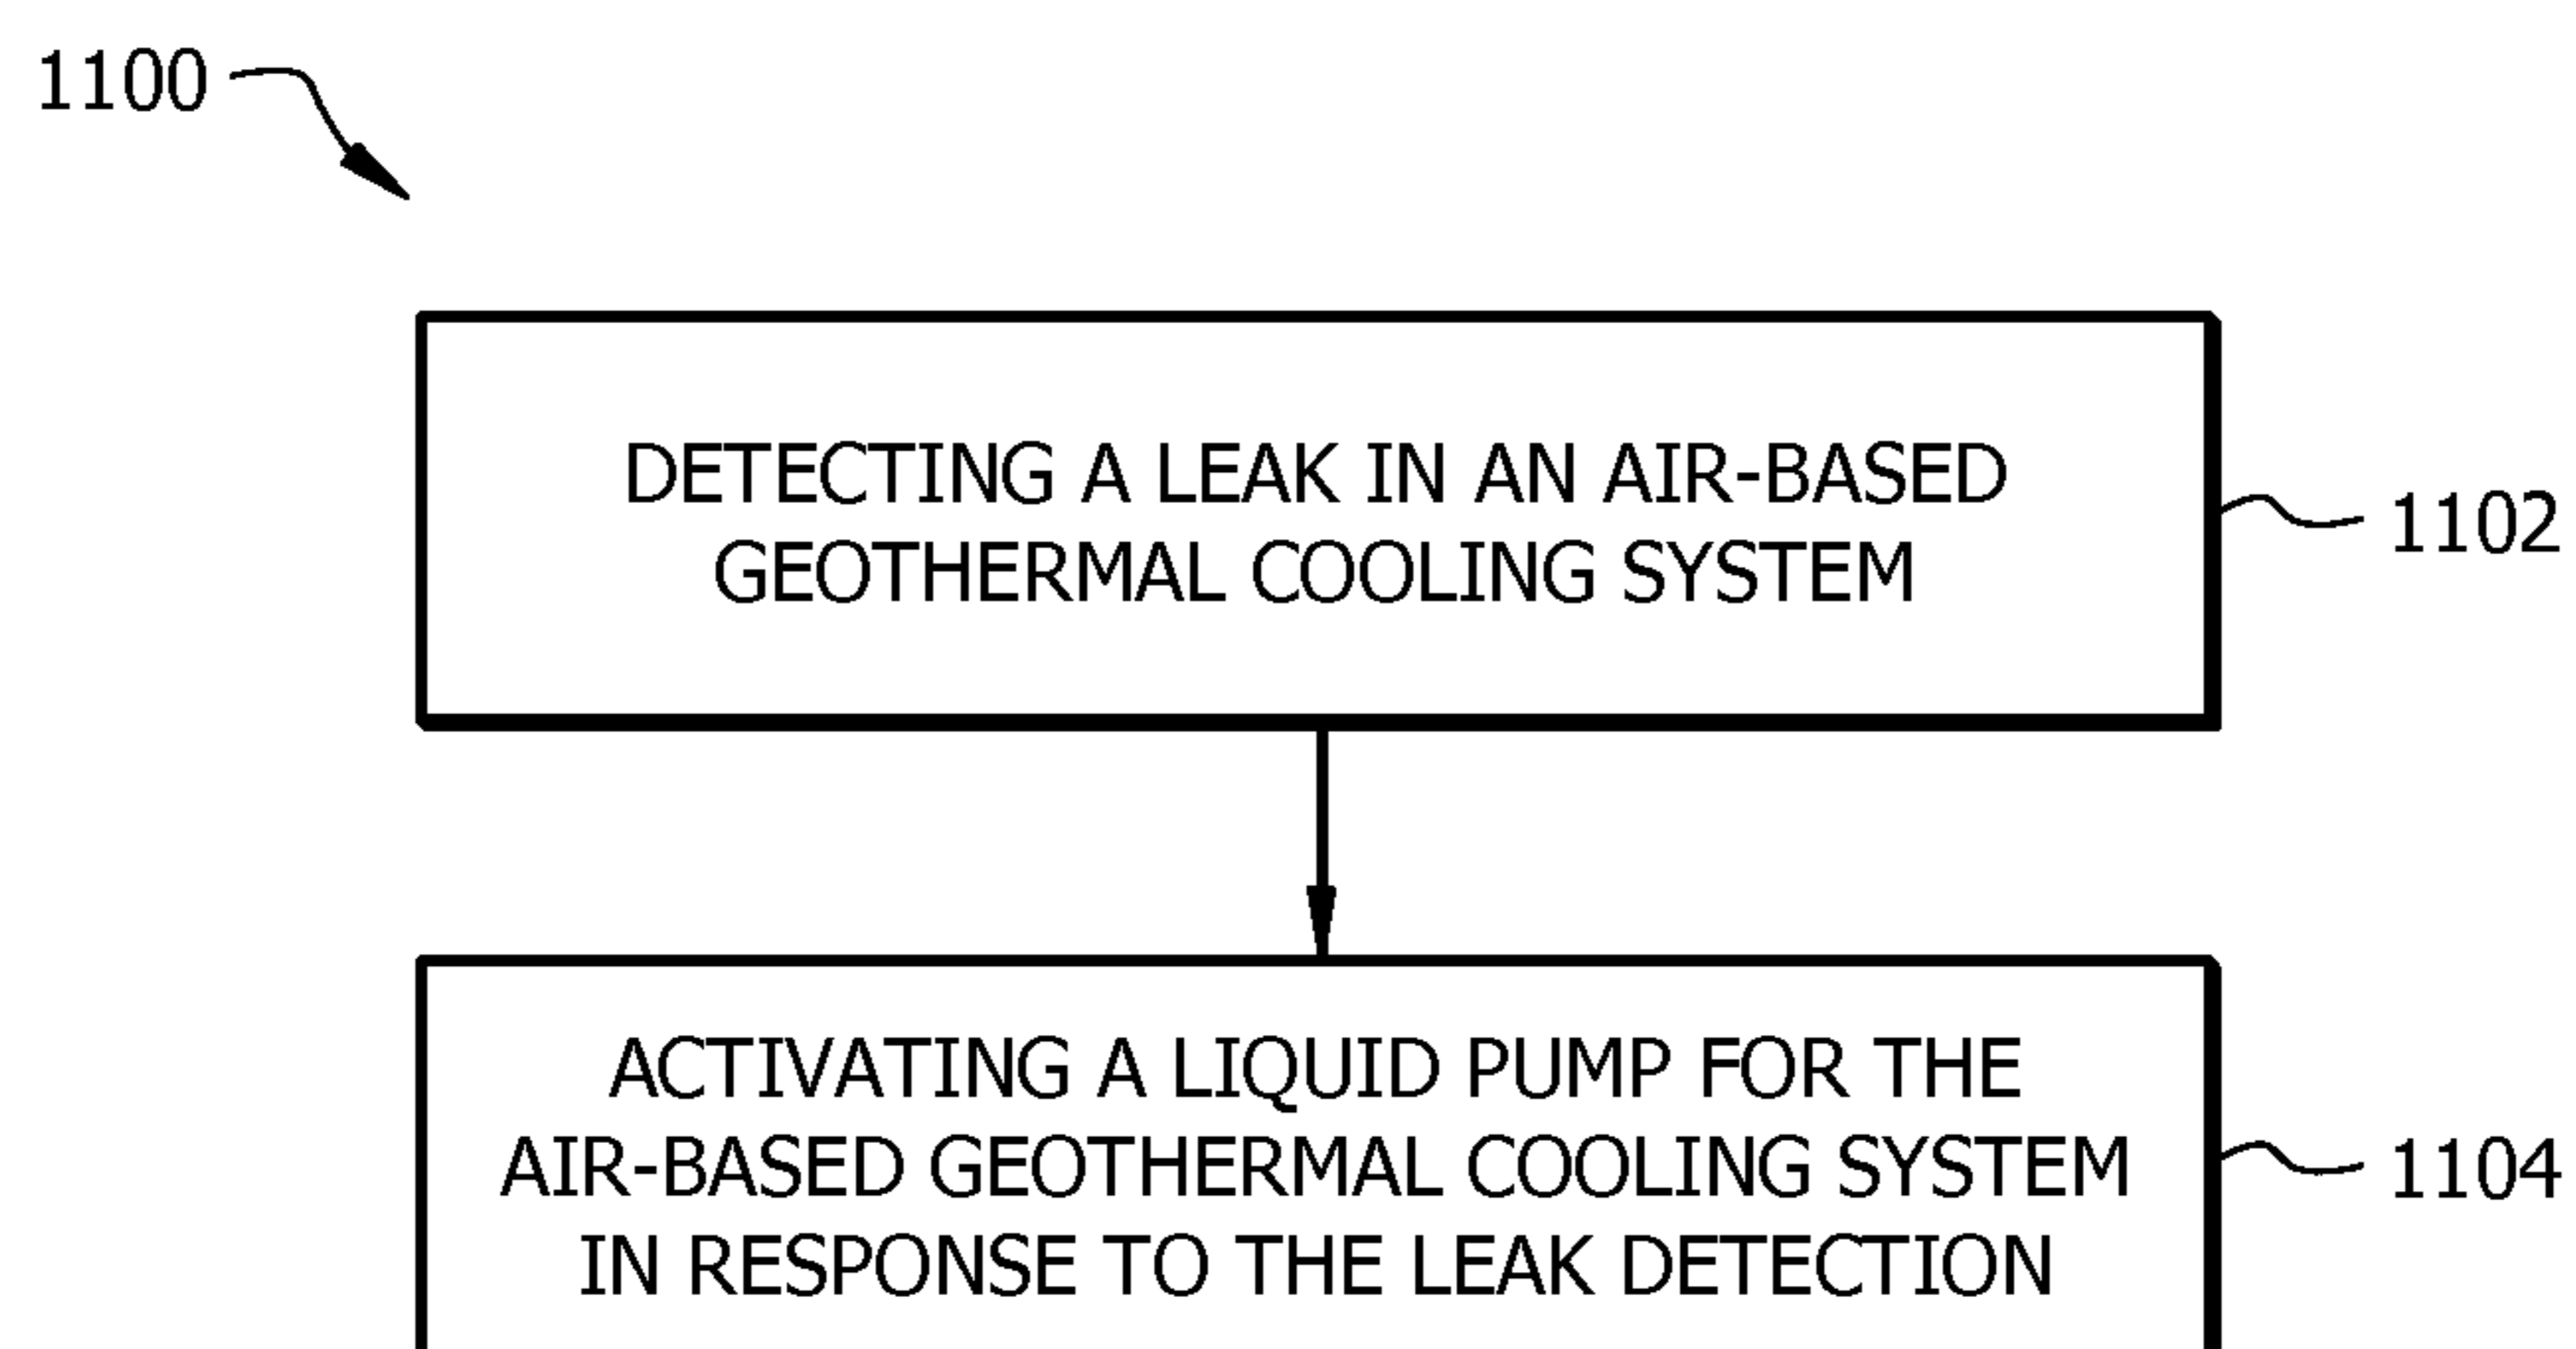 1100
DETECTING A LEAK IN AN AIR-BASED
GEOTHERMAL COOLING SYSTEM
1102
ACTIVATING A LIQUID PUMP FOR THE
AIR-BASED GEOTHERMAL COOLING SYSTEM
IN RESPONSE TO THE LEAK DETECTION
1104